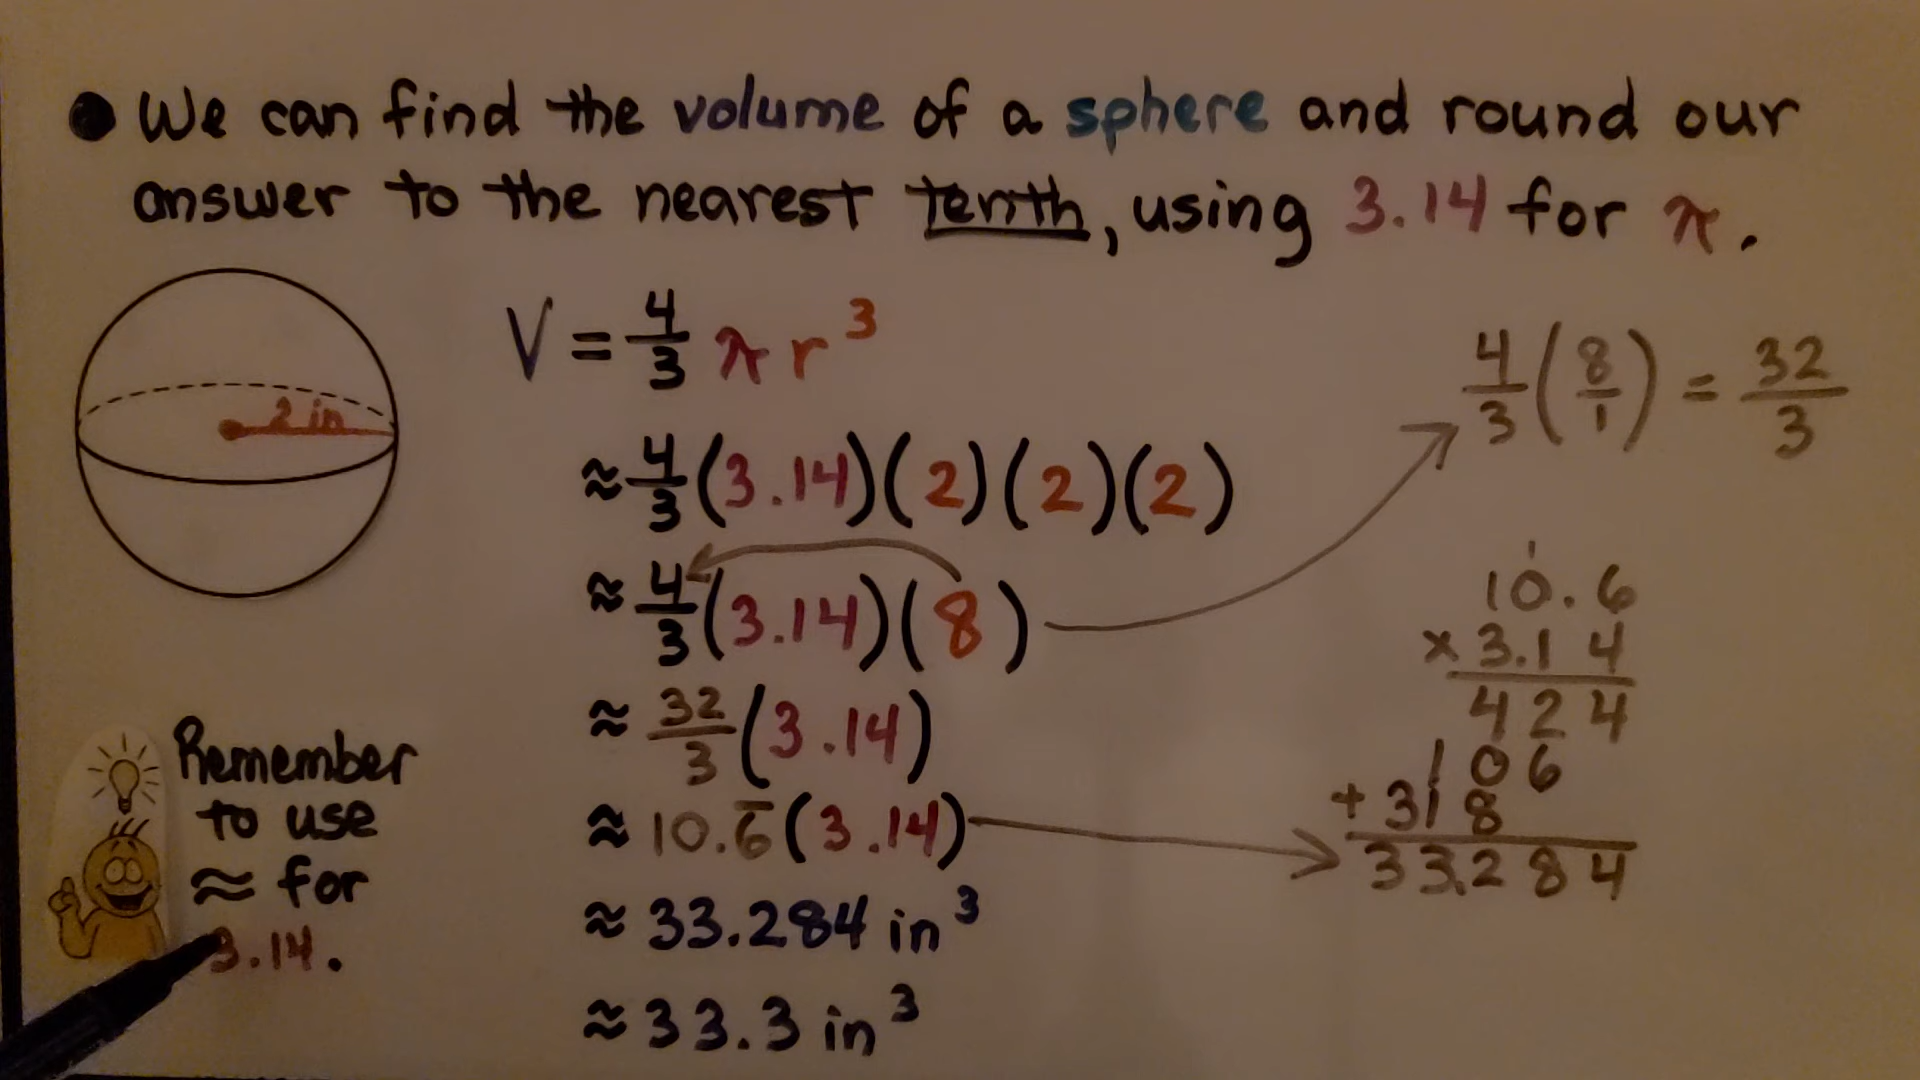 ● We can find the volume of a sphere and round our
answer to the nearest tenth, using 3.14 for π.
2 in
V = 4/3 π r³
≈ 4/3 (3.14)(2)(2)(2)
≈ 4/3 (3.14)(8)
≈ 32/3 (3.14)
≈ 10.6̅ (3.14)
≈ 33.284 in³
≈ 33.3 in³
4/3 (8/1) = 32/3
1
10.6
× 3.14
424
106
+ 318
33.284
Remember
to use
≈ for
3.14.